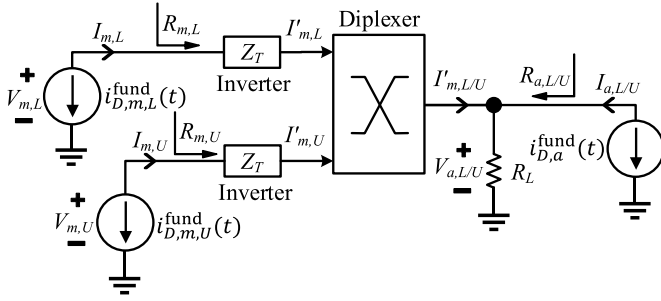 Diplexer
I_{m,L}
R_{m,L}
Z_T
I'_{m,L}
Inverter
V_{m,L}
i^{fund}_{D,m,L}(t)
I'_{m,L/U}
R_{a,L/U}
I_{a,L/U}
I_{m,U}
R_{m,U}
Z_T
I'_{m,U}
Inverter
V_{m,U}
i^{fund}_{D,m,U}(t)
V_{a,L/U}
R_L
i^{fund}_{D,a}(t)